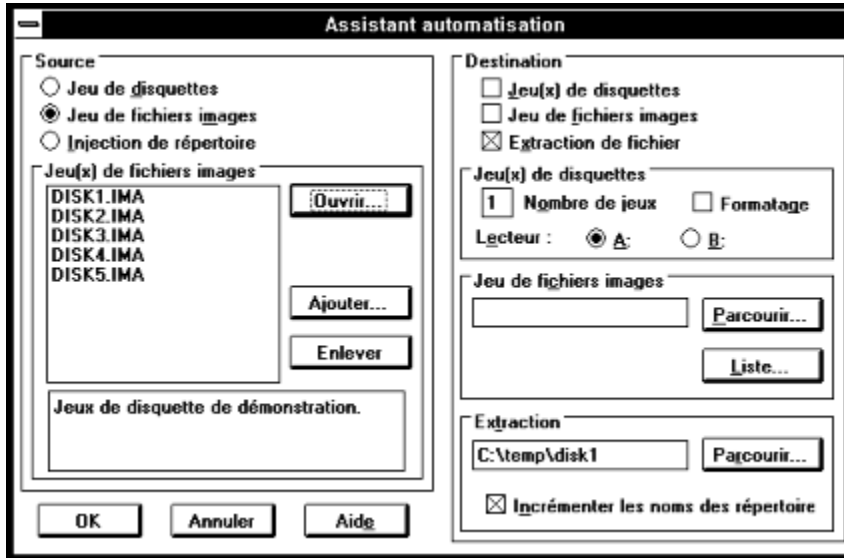 Assistant automatisation
Source
Jeu de disquettes
Jeu de fichiers images
Injection de répertoire
Jeu(x) de fichiers images
DISK1.IMA
DISK2.IMA
DISK3.IMA
DISK4.IMA
DISK5.IMA
Ouvrir...
Ajouter...
Enlever
Jeux de disquette de démonstration.
OK
Annuler
Aide
Destination
Jeu(x) de disquettes
Jeu de fichiers images
Extraction de fichier
Jeu(x) de disquettes
1 Nombre de jeux Formatage
Lecteur : A: B:
Jeu de fichiers images
Parcourir...
Liste...
Extraction
C:\temp\disk1 Parcourir...
Incrémenter les noms des répertoire